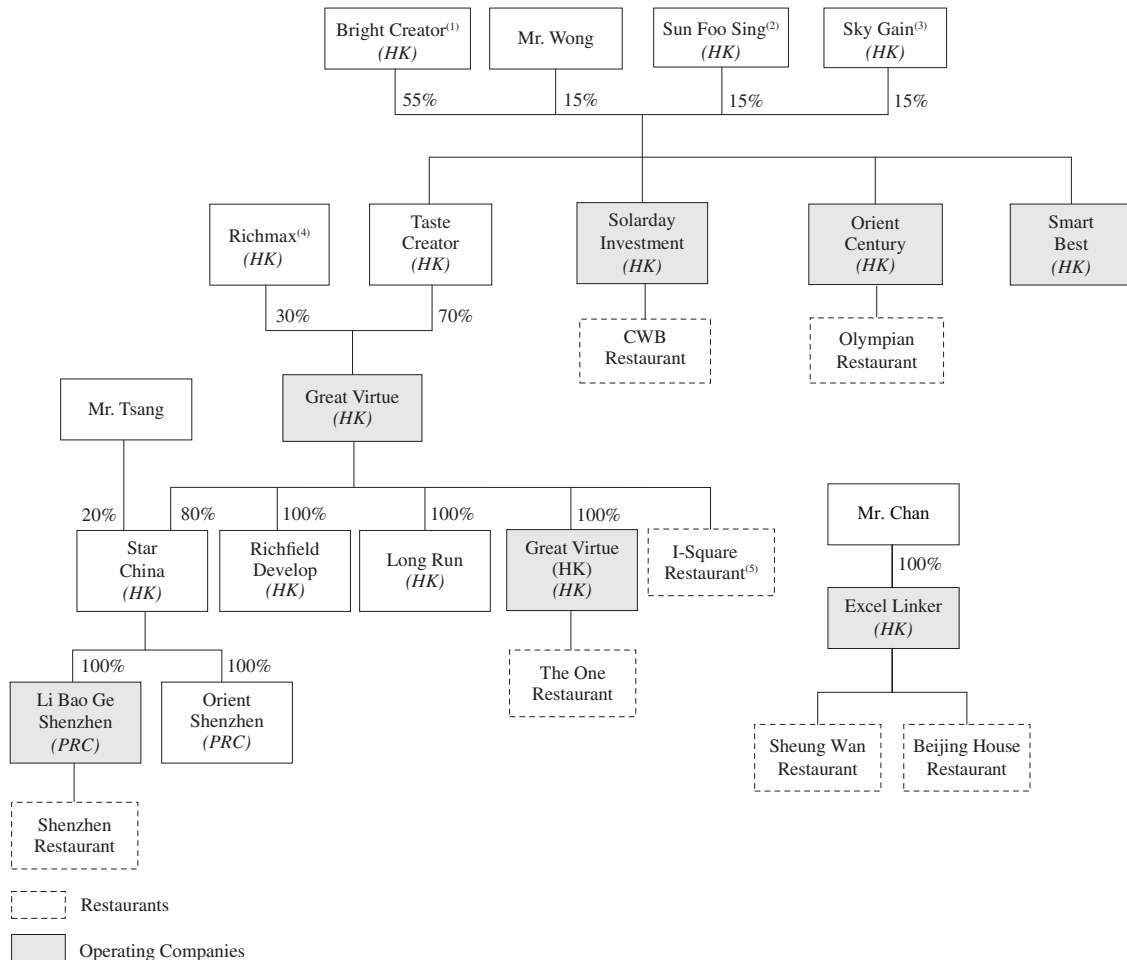 Bright Creator(1)
(HK)
Mr. Wong
Sun Foo Sing(2)
(HK)
Sky Gain(3)
(HK)
55%
15%
15%
15%
Richmax(4)
(HK)
Taste
Creator
(HK)
Solarday
Investment
(HK)
Orient
Century
(HK)
Smart
Best
(HK)
30%
70%
CWB
Restaurant
Olympian
Restaurant
Mr. Tsang
Great Virtue
(HK)
20%
80%
100%
100%
100%
Star
China
(HK)
Richfield
Develop
(HK)
Long Run
(HK)
Great Virtue
(HK)
(HK)
I-Square
Restaurant(5)
Mr. Chan
100%
Excel Linker
(HK)
The One
Restaurant
100%
100%
Li Bao Ge
Shenzhen
(PRC)
Orient
Shenzhen
(PRC)
Sheung Wan
Restaurant
Beijing House
Restaurant
Shenzhen
Restaurant
Restaurants
Operating Companies